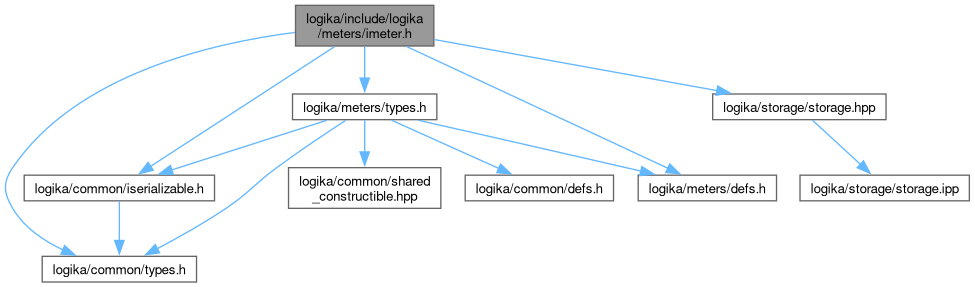 logika/include/logika
/meters/imeter.h
logika/meters/types.h
logika/storage/storage.hpp
logika/common/iserializable.h
logika/common/shared
_constructible.hpp
logika/common/defs.h
logika/meters/defs.h
logika/storage/storage.ipp
logika/common/types.h